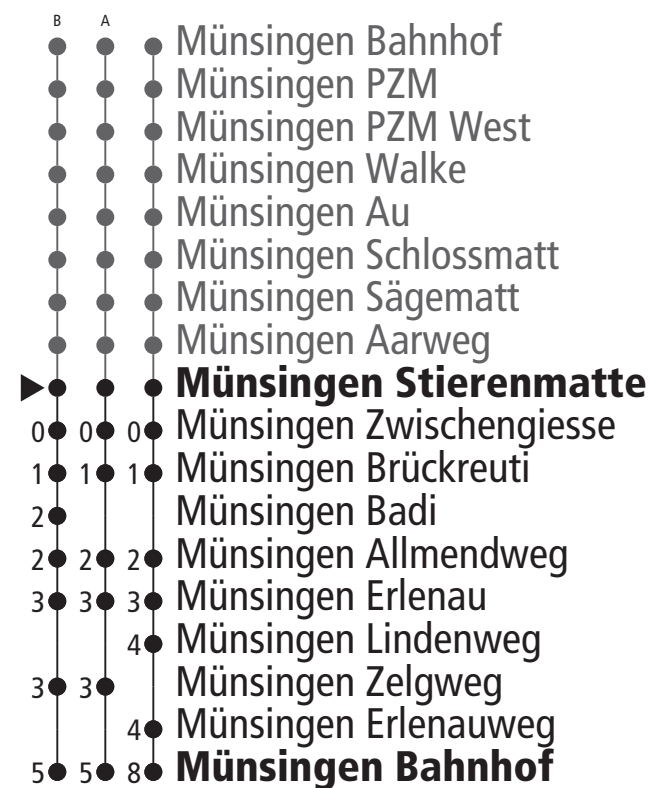 B A
Münsingen Bahnhof
Münsingen PZM
Münsingen PZM West
Münsingen Walke
Münsingen Au
Münsingen Schlossmatt
Münsingen Sägematt
Münsingen Aarweg
Münsingen Stierenmatte
0 0 0 Münsingen Zwischengiesse
1 1 1 Münsingen Brückreuti
2 Münsingen Badi
2 2 2 Münsingen Allmendweg
3 3 3 Münsingen Erlenau
4 Münsingen Lindenweg
3 3 Münsingen Zelgweg
4 Münsingen Erlenauweg
5 5 8 Münsingen Bahnhof